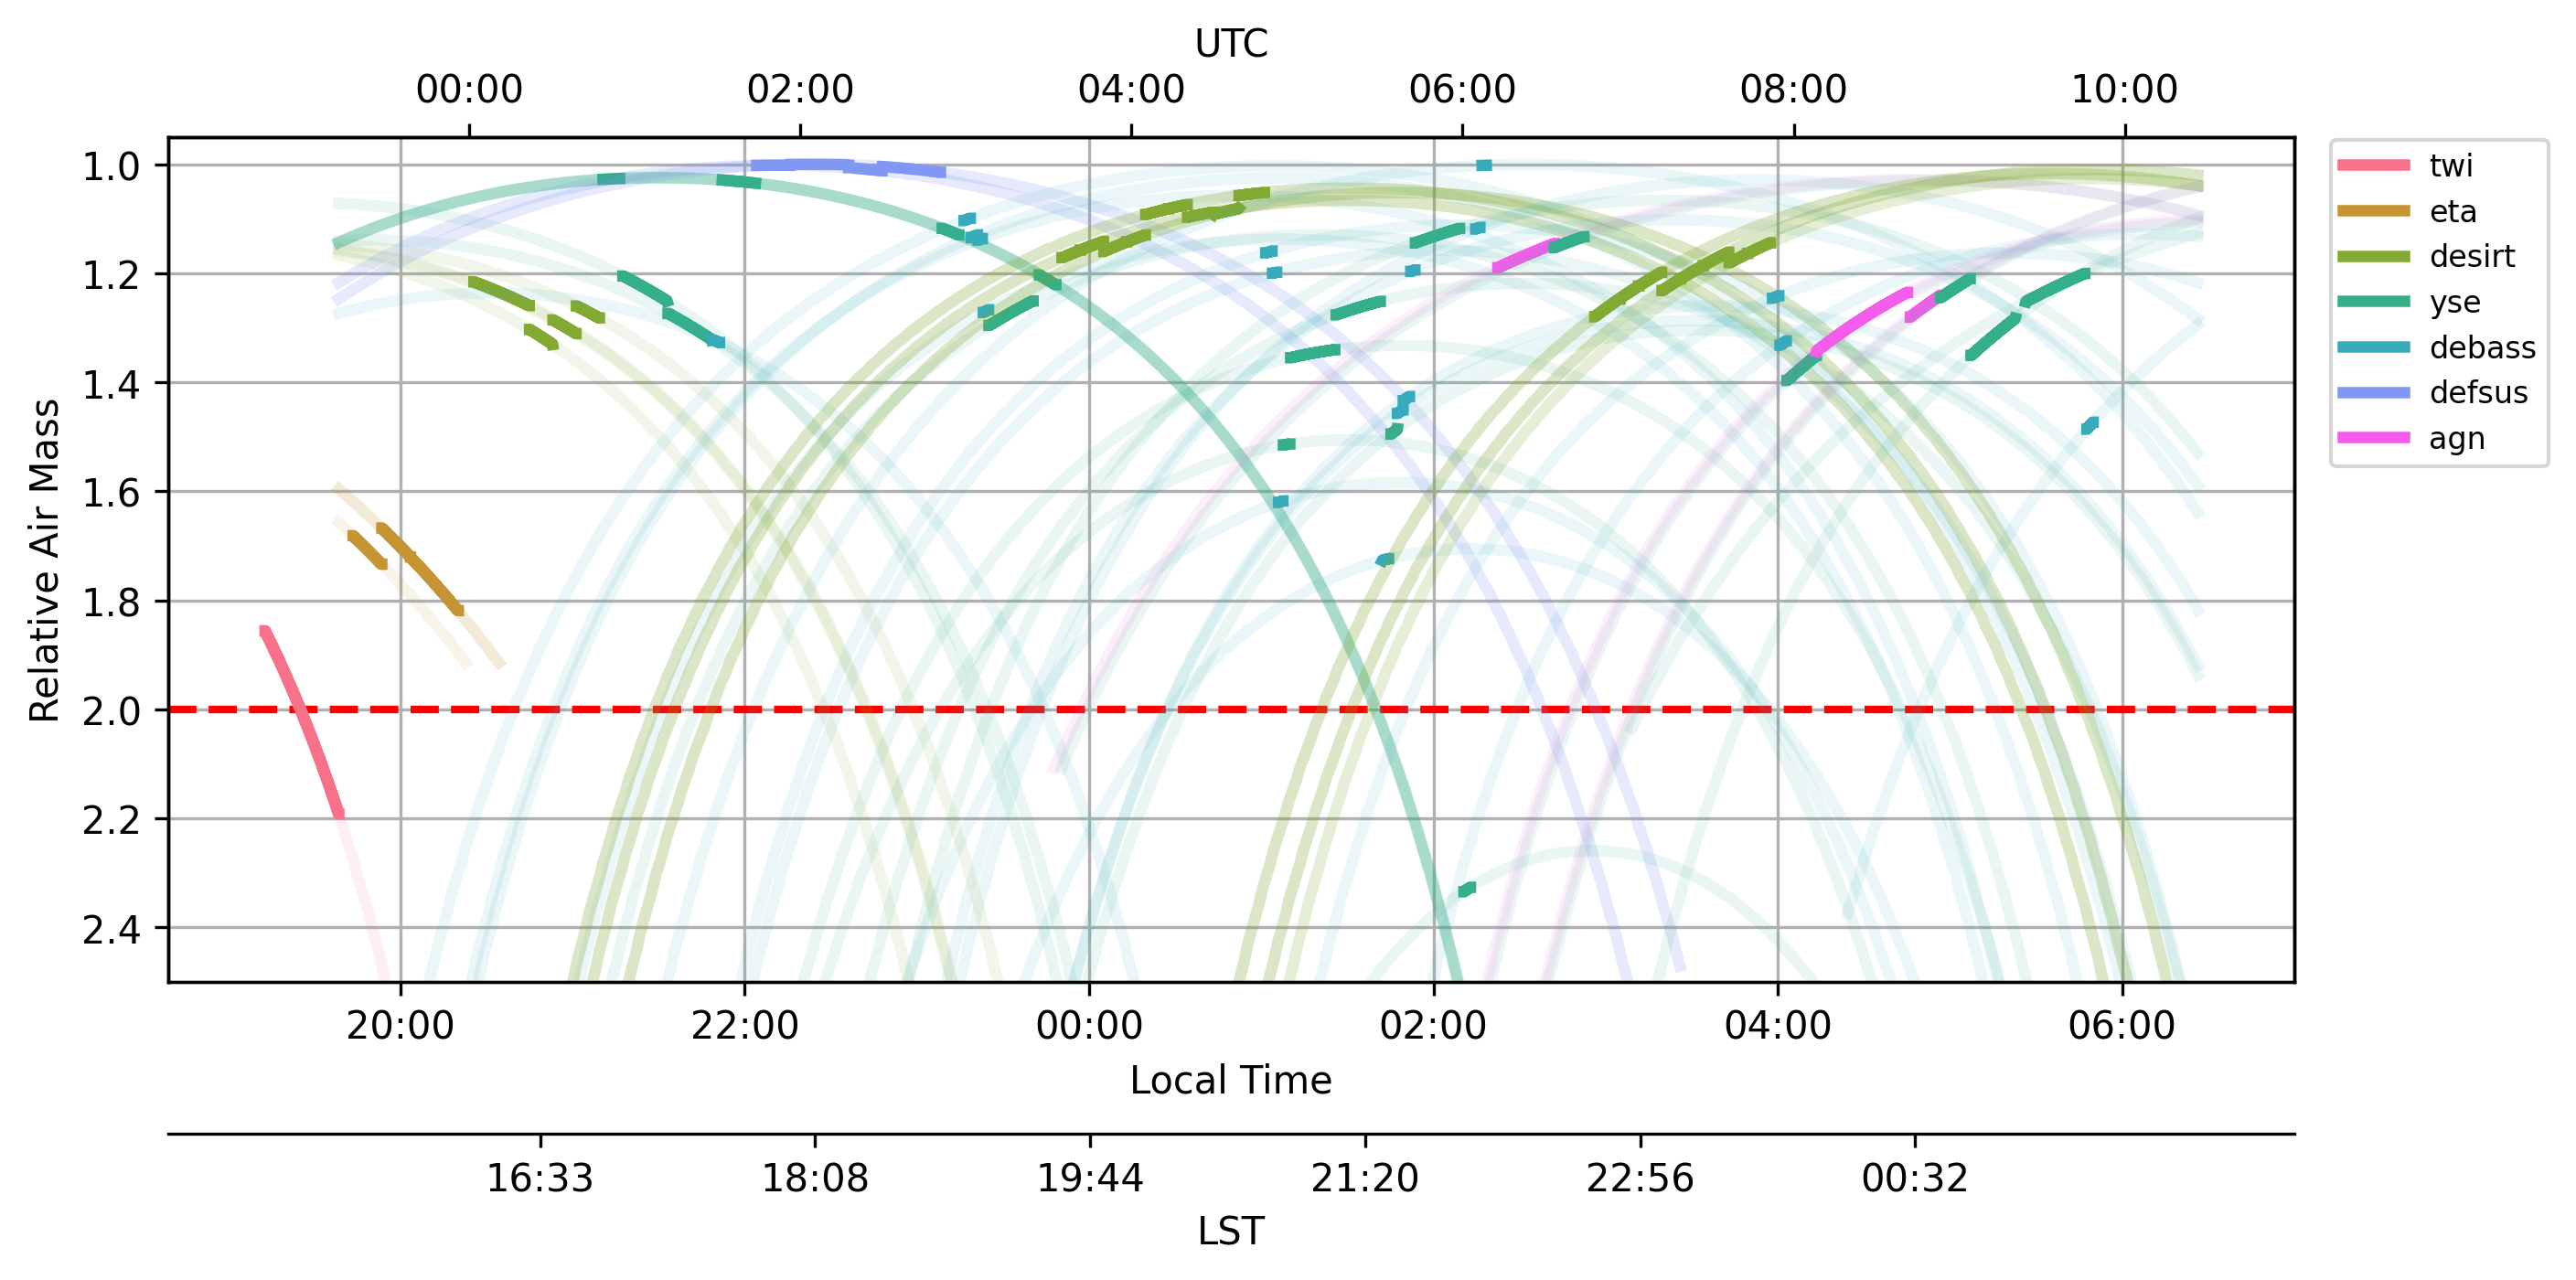 UTC
00:00 02:00 04:00 06:00 08:00 10:00
Relative Air Mass
1.0
1.2
1.4
1.6
1.8
2.0
2.2
2.4
twi
eta
desirt
yse
debass
defsus
agn
20:00 22:00 00:00 02:00 04:00 06:00
Local Time
16:33 18:08 19:44 21:20 22:56 00:32
LST